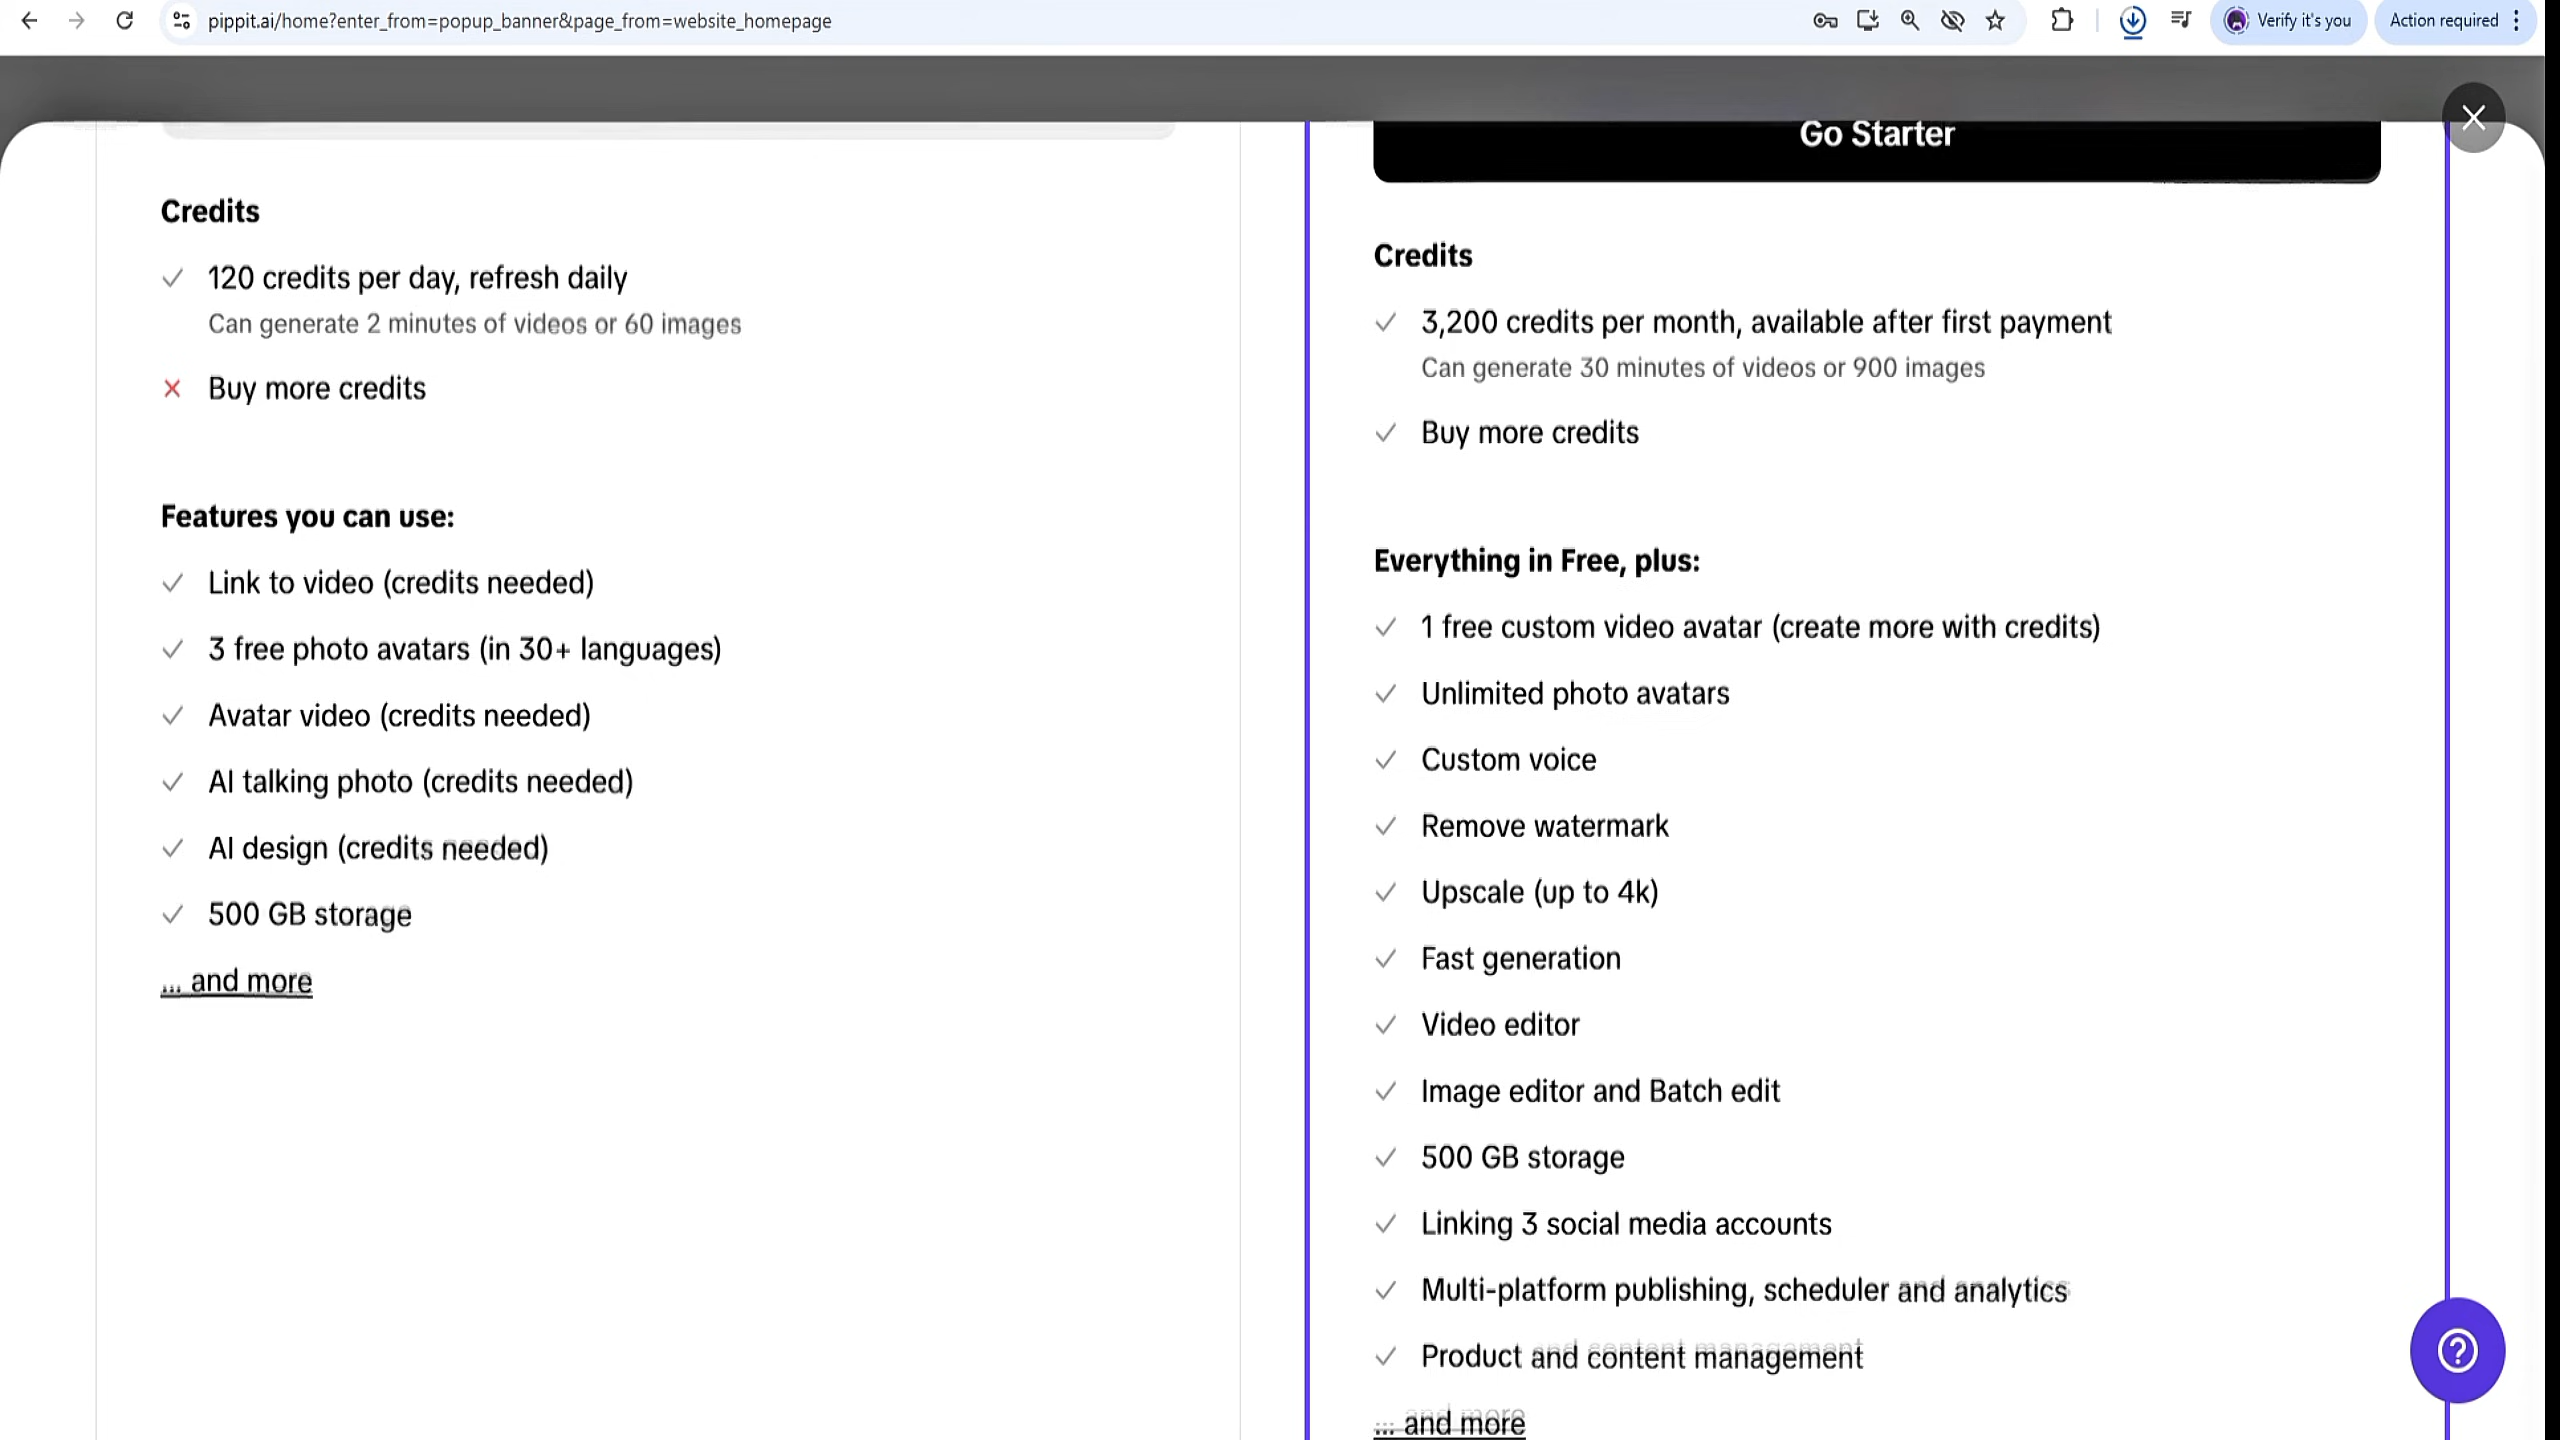 pippit.ai/home?enter_from=popup_banner&page_from=website_homepage
Verify it's you
Action required
Credits
120 credits per day, refresh daily
Can generate 2 minutes of videos or 60 images
Buy more credits
Features you can use:
Link to video (credits needed)
3 free photo avatars (in 30+ languages)
Avatar video (credits needed)
AI talking photo (credits needed)
AI design (credits needed)
500 GB storage
... and more
Go Starter
Credits
3,200 credits per month, available after first payment
Can generate 30 minutes of videos or 900 images
Buy more credits
Everything in Free, plus:
1 free custom video avatar (create more with credits)
Unlimited photo avatars
Custom voice
Remove watermark
Upscale (up to 4k)
Fast generation
Video editor
Image editor and Batch edit
500 GB storage
Linking 3 social media accounts
Multi-platform publishing, scheduler and analytics
Product and content management
... and more